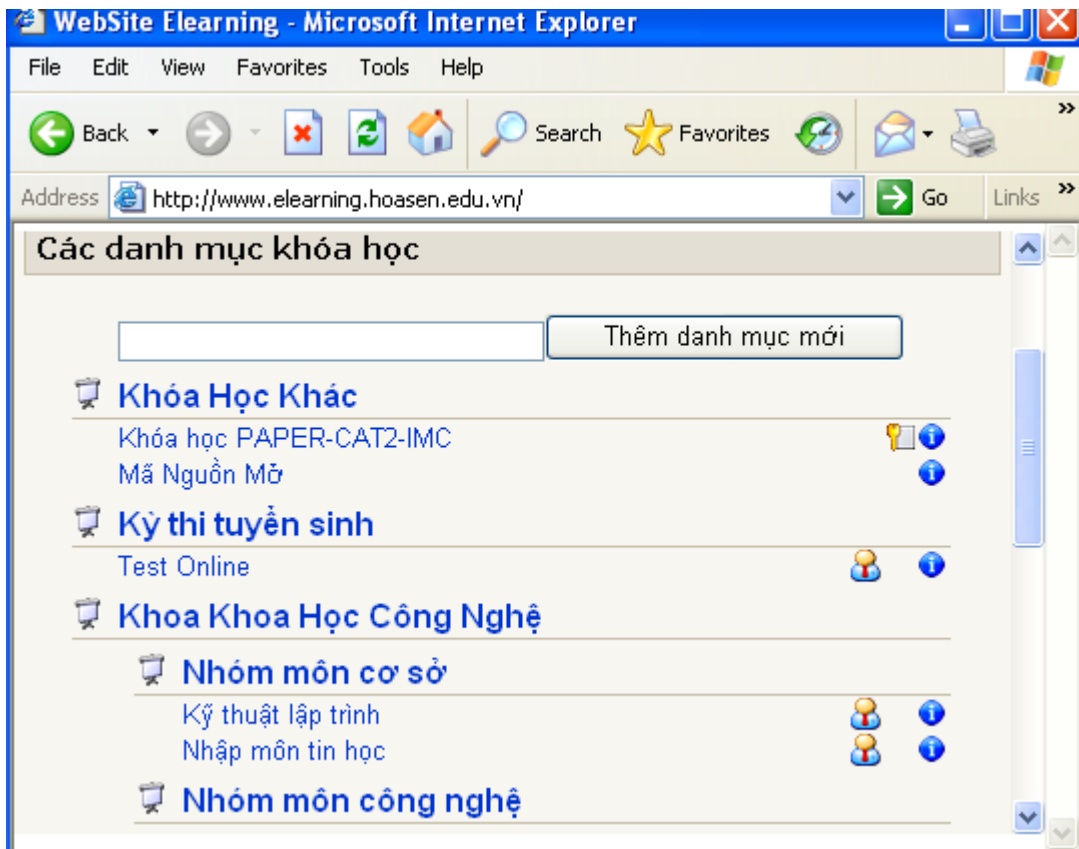 WebSite Elearning - Microsoft Internet Explorer
File Edit View Favorites Tools Help
Back Search Favorites
Address http://www.elearning.hoasen.edu.vn/ Go Links
Các danh mục khóa học
Thêm danh mục mới
Khóa Học Khác
Khóa học PAPER-CAT2-IMC
Mã Nguồn Mở
Kỳ thi tuyển sinh
Test Online
Khoa Khoa Học Công Nghệ
Nhóm môn cơ sở
Kỹ thuật lập trình
Nhập môn tin học
Nhóm môn công nghệ